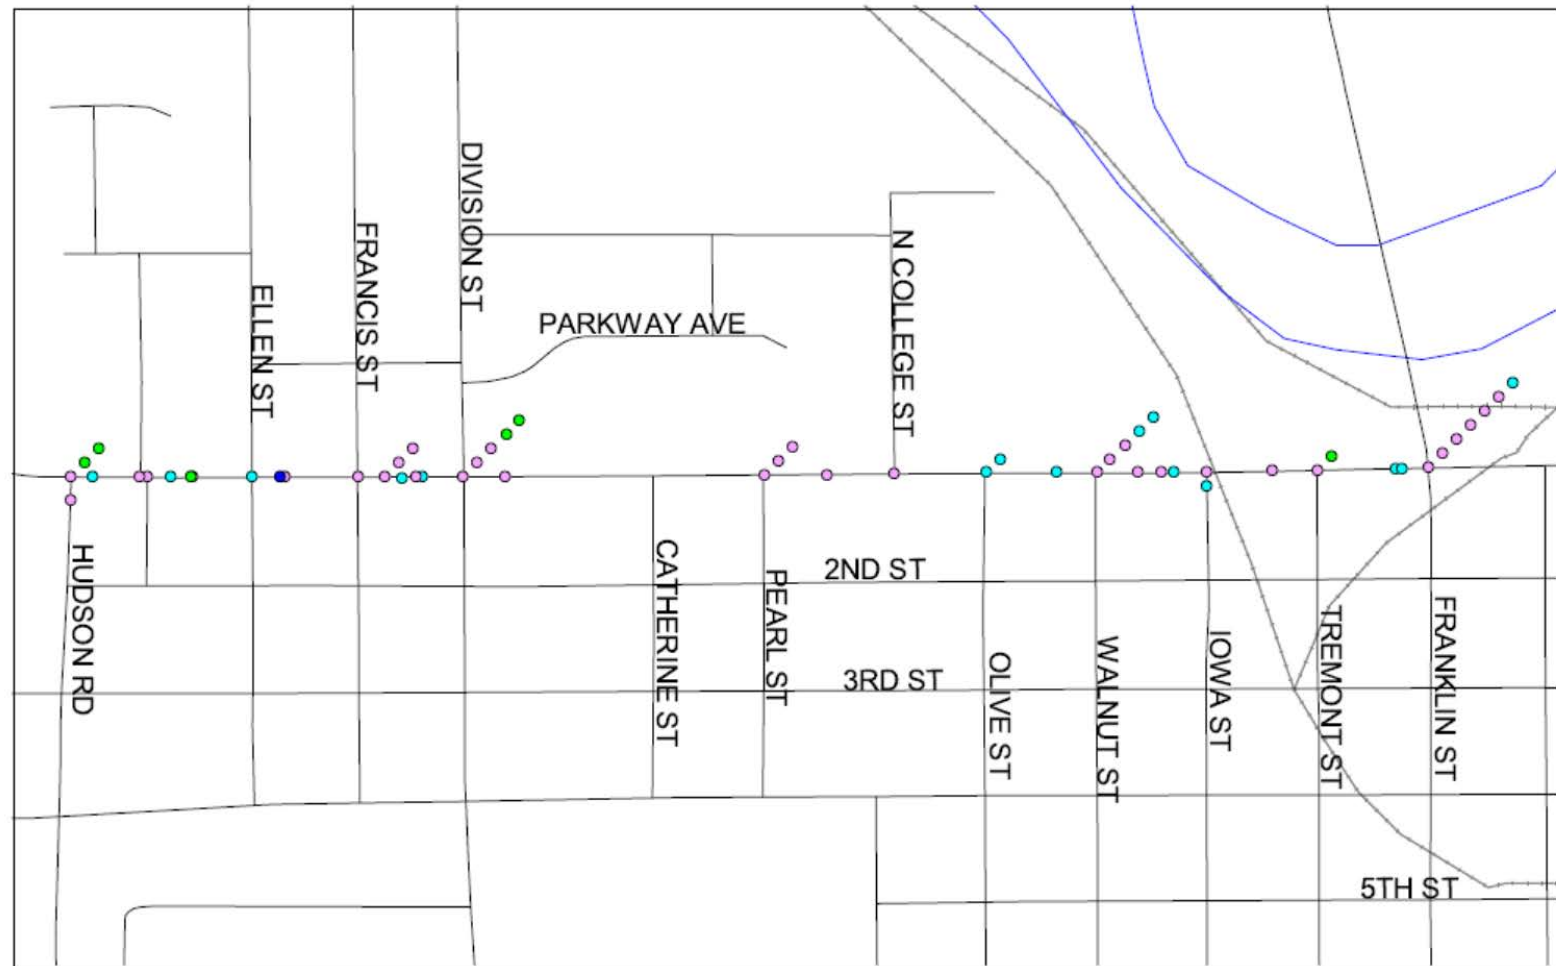 DIVISION ST
FRANCIS ST
N COLLEGE ST
ELLEN ST
PARKWAY AVE
HUDSON RD
CATHERINE ST
PEARL ST
2ND ST
3RD ST
OLIVE ST
WALNUT ST
IOWA ST
TREMONT ST
FRANKLIN ST
5TH ST